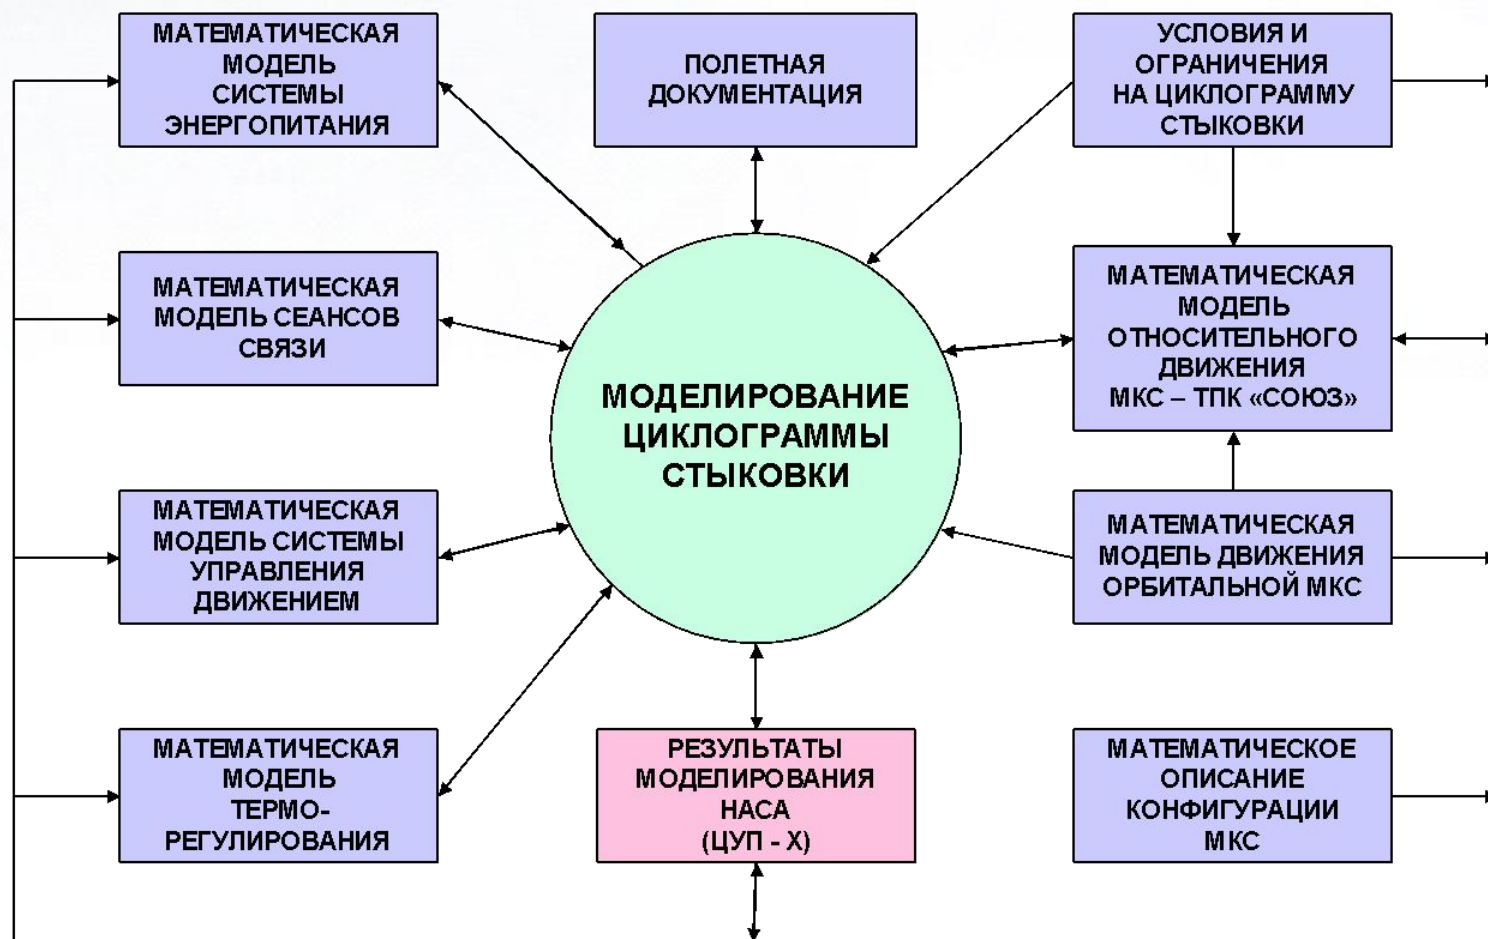 МАТЕМАТИЧЕСКАЯ
МОДЕЛЬ
СИСТЕМЫ
ЭНЕРГОПИТАНИЯ
ПОЛЕТНАЯ
ДОКУМЕНТАЦИЯ
УСЛОВИЯ И
ОГРАНИЧЕНИЯ
НА ЦИКЛОГРАММУ
СТЫКОВКИ
МАТЕМАТИЧЕСКАЯ
МОДЕЛЬ СЕАНСОВ
СВЯЗИ
МАТЕМАТИЧЕСКАЯ
МОДЕЛЬ
ОТНОСИТЕЛЬНОГО
ДВИЖЕНИЯ
МКС – ТПК «СОЮЗ»
МОДЕЛИРОВАНИЕ
ЦИКЛОГРАММЫ
СТЫКОВКИ
МАТЕМАТИЧЕСКАЯ
МОДЕЛЬ СИСТЕМЫ
УПРАВЛЕНИЯ
ДВИЖЕНИЕМ
МАТЕМАТИЧЕСКАЯ
МОДЕЛЬ ДВИЖЕНИЯ
ОРБИТАЛЬНОЙ МКС
МАТЕМАТИЧЕСКАЯ
МОДЕЛЬ
ТЕРМО-
РЕГУЛИРОВАНИЯ
РЕЗУЛЬТАТЫ
МОДЕЛИРОВАНИЯ
НАСА
(ЦУП - Х)
МАТЕМАТИЧЕСКОЕ
ОПИСАНИЕ
КОНФИГУРАЦИИ
МКС